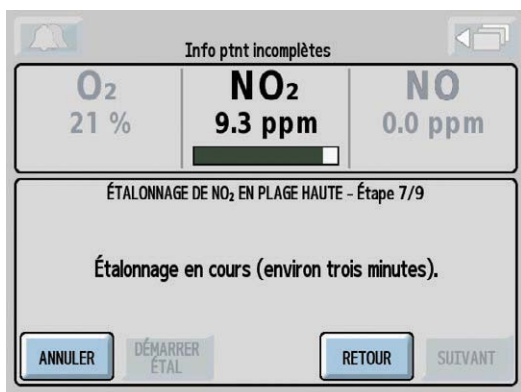 Info ptnt incomplètes
O₂ NO₂ NO
21 % 9.3 ppm 0.0 ppm
ÉTALONNAGE DE NO₂ EN PLAGE HAUTE – Étape 7/9
Étalonnage en cours (environ trois minutes).
ANNULER
DÉMARRER
ÉTAL
RETOUR
SUIVANT